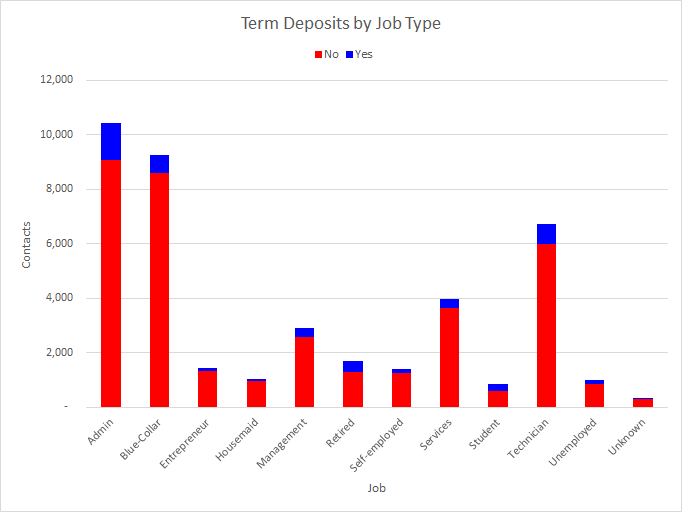 Term Deposits by Job Type
No Yes
12,000
10,000
8,000
6,000
4,000
2,000
-
Contacts
Admin
Blue-Collar
Entrepreneur
Housemaid
Management
Retired
Self-employed
Services
Student
Technician
Unemployed
Unknown
Job